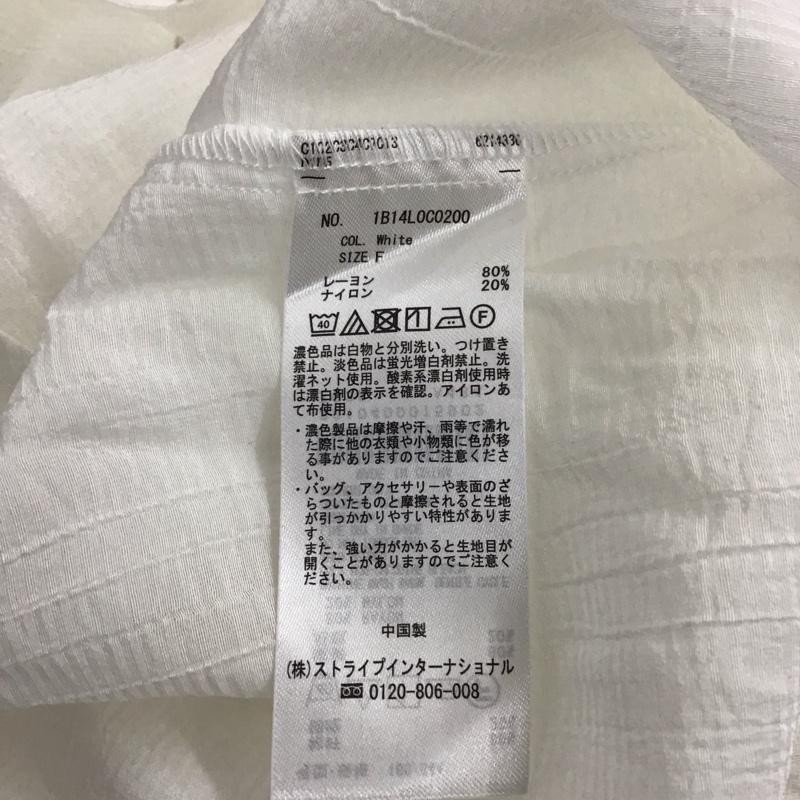 NO. 1B14L0C0200
COL. White
SIZE F
レーヨン 80%
ナイロン 20%
40
F
濃色品は白物と分別洗い。つけ置き
禁止。淡色品は蛍光増白剤禁止。洗
濯ネット使用。酸素系漂白剤使用時
は漂白剤の表示を確認。アイロンあ
て布使用。
・濃色製品は摩擦や汗、雨等で濡れ
た際に他の衣類や小物類に色が移
る事がありますのでご注意くださ
い。
・バッグ、アクセサリーや表面のざ
らついたものと摩擦されると生地
が引っかかりやすい特性がありま
す。
また、強い力がかかると生地目が
開くことがありますのでご注意く
ださい。
中国製
(株)ストライプインターナショナル
0120-806-008